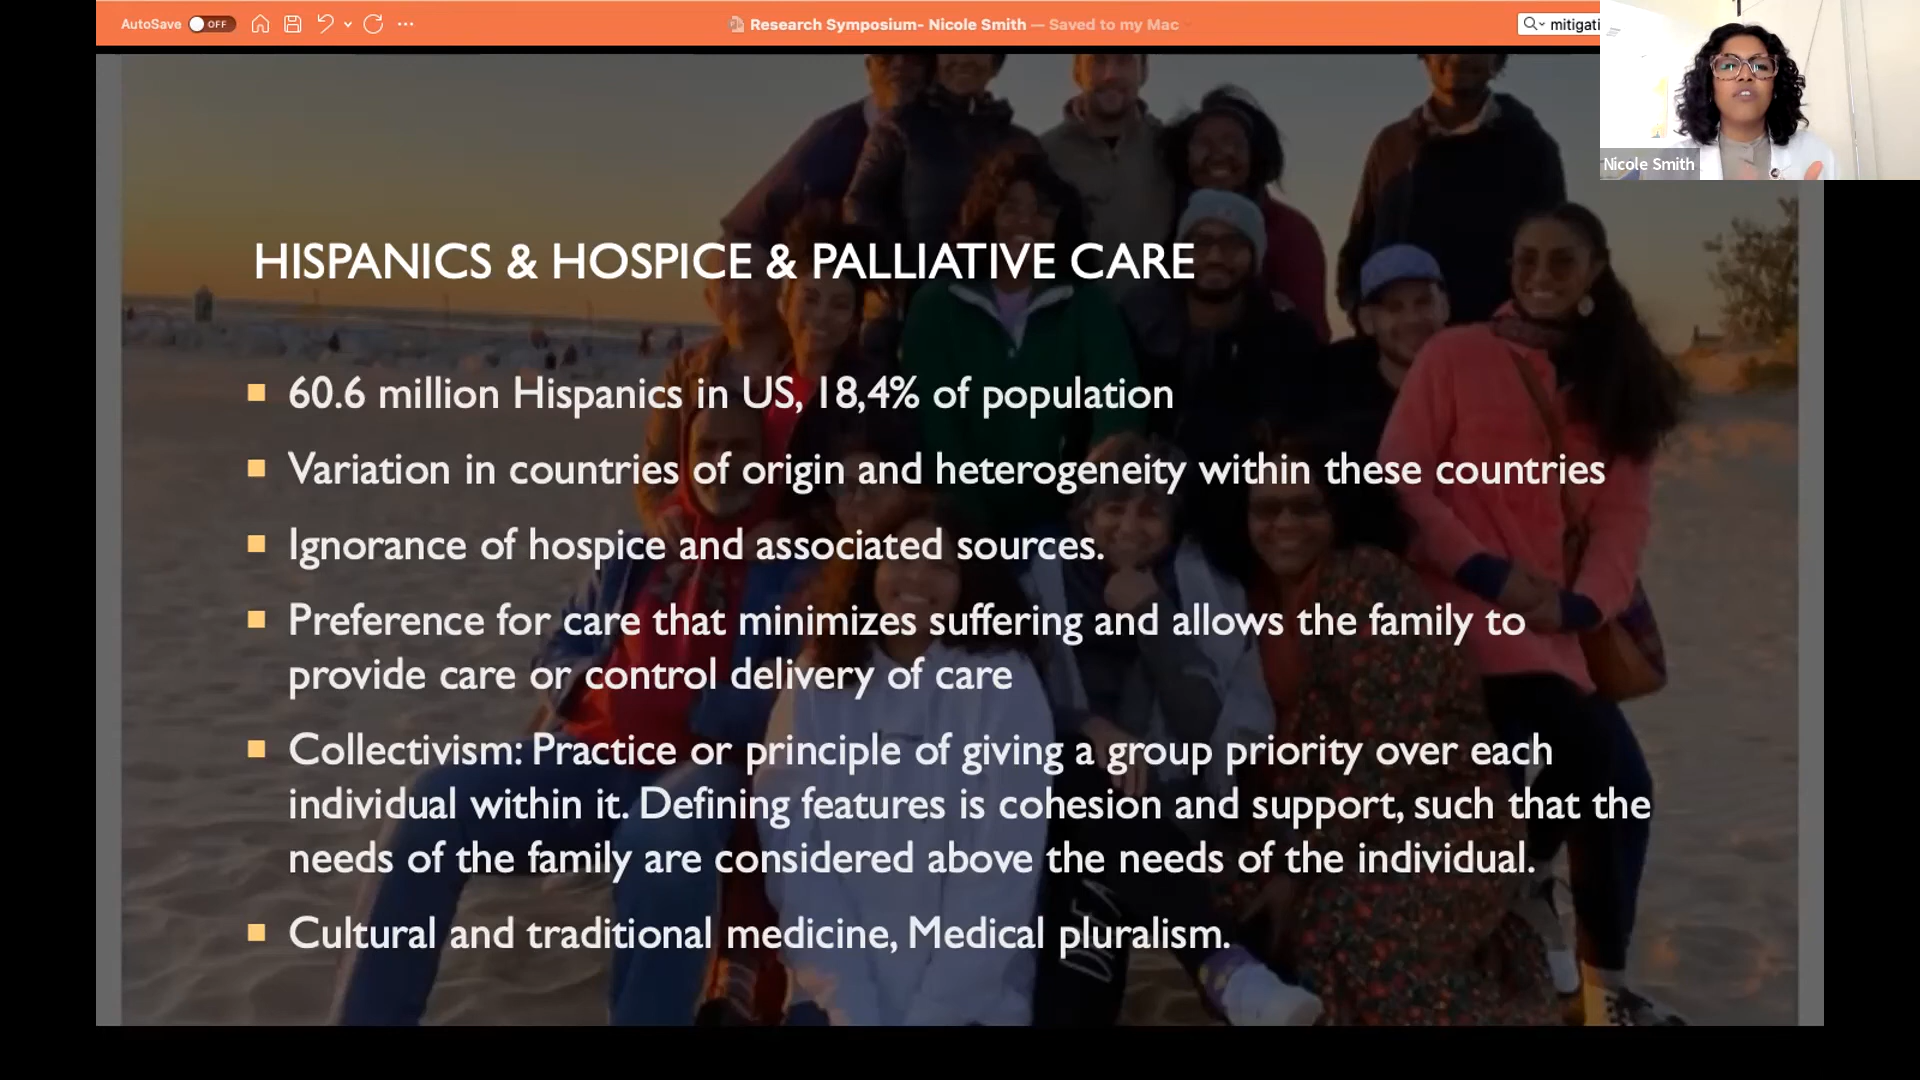 AutoSave OFF
Research Symposium- Nicole Smith — Saved to my Mac
mitigati
Nicole Smith
HISPANICS & HOSPICE & PALLIATIVE CARE
60.6 million Hispanics in US, 18,4% of population
Variation in countries of origin and heterogeneity within these countries
Ignorance of hospice and associated sources.
Preference for care that minimizes suffering and allows the family to
provide care or control delivery of care
Collectivism: Practice or principle of giving a group priority over each
individual within it. Defining features is cohesion and support, such that the
needs of the family are considered above the needs of the individual.
Cultural and traditional medicine, Medical pluralism.